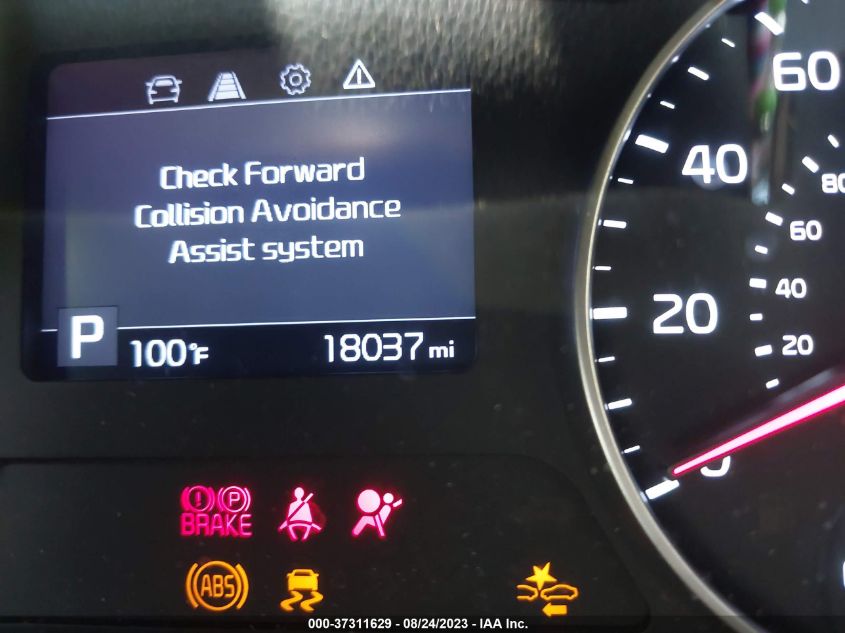 Check Forward
Collision Avoidance
Assist system
P
100°F
18037 mi
60
40
20
0
80
60
40
20
(P)
BRAKE
ABS
000-37311629 - 08/24/2023 - IAA Inc.